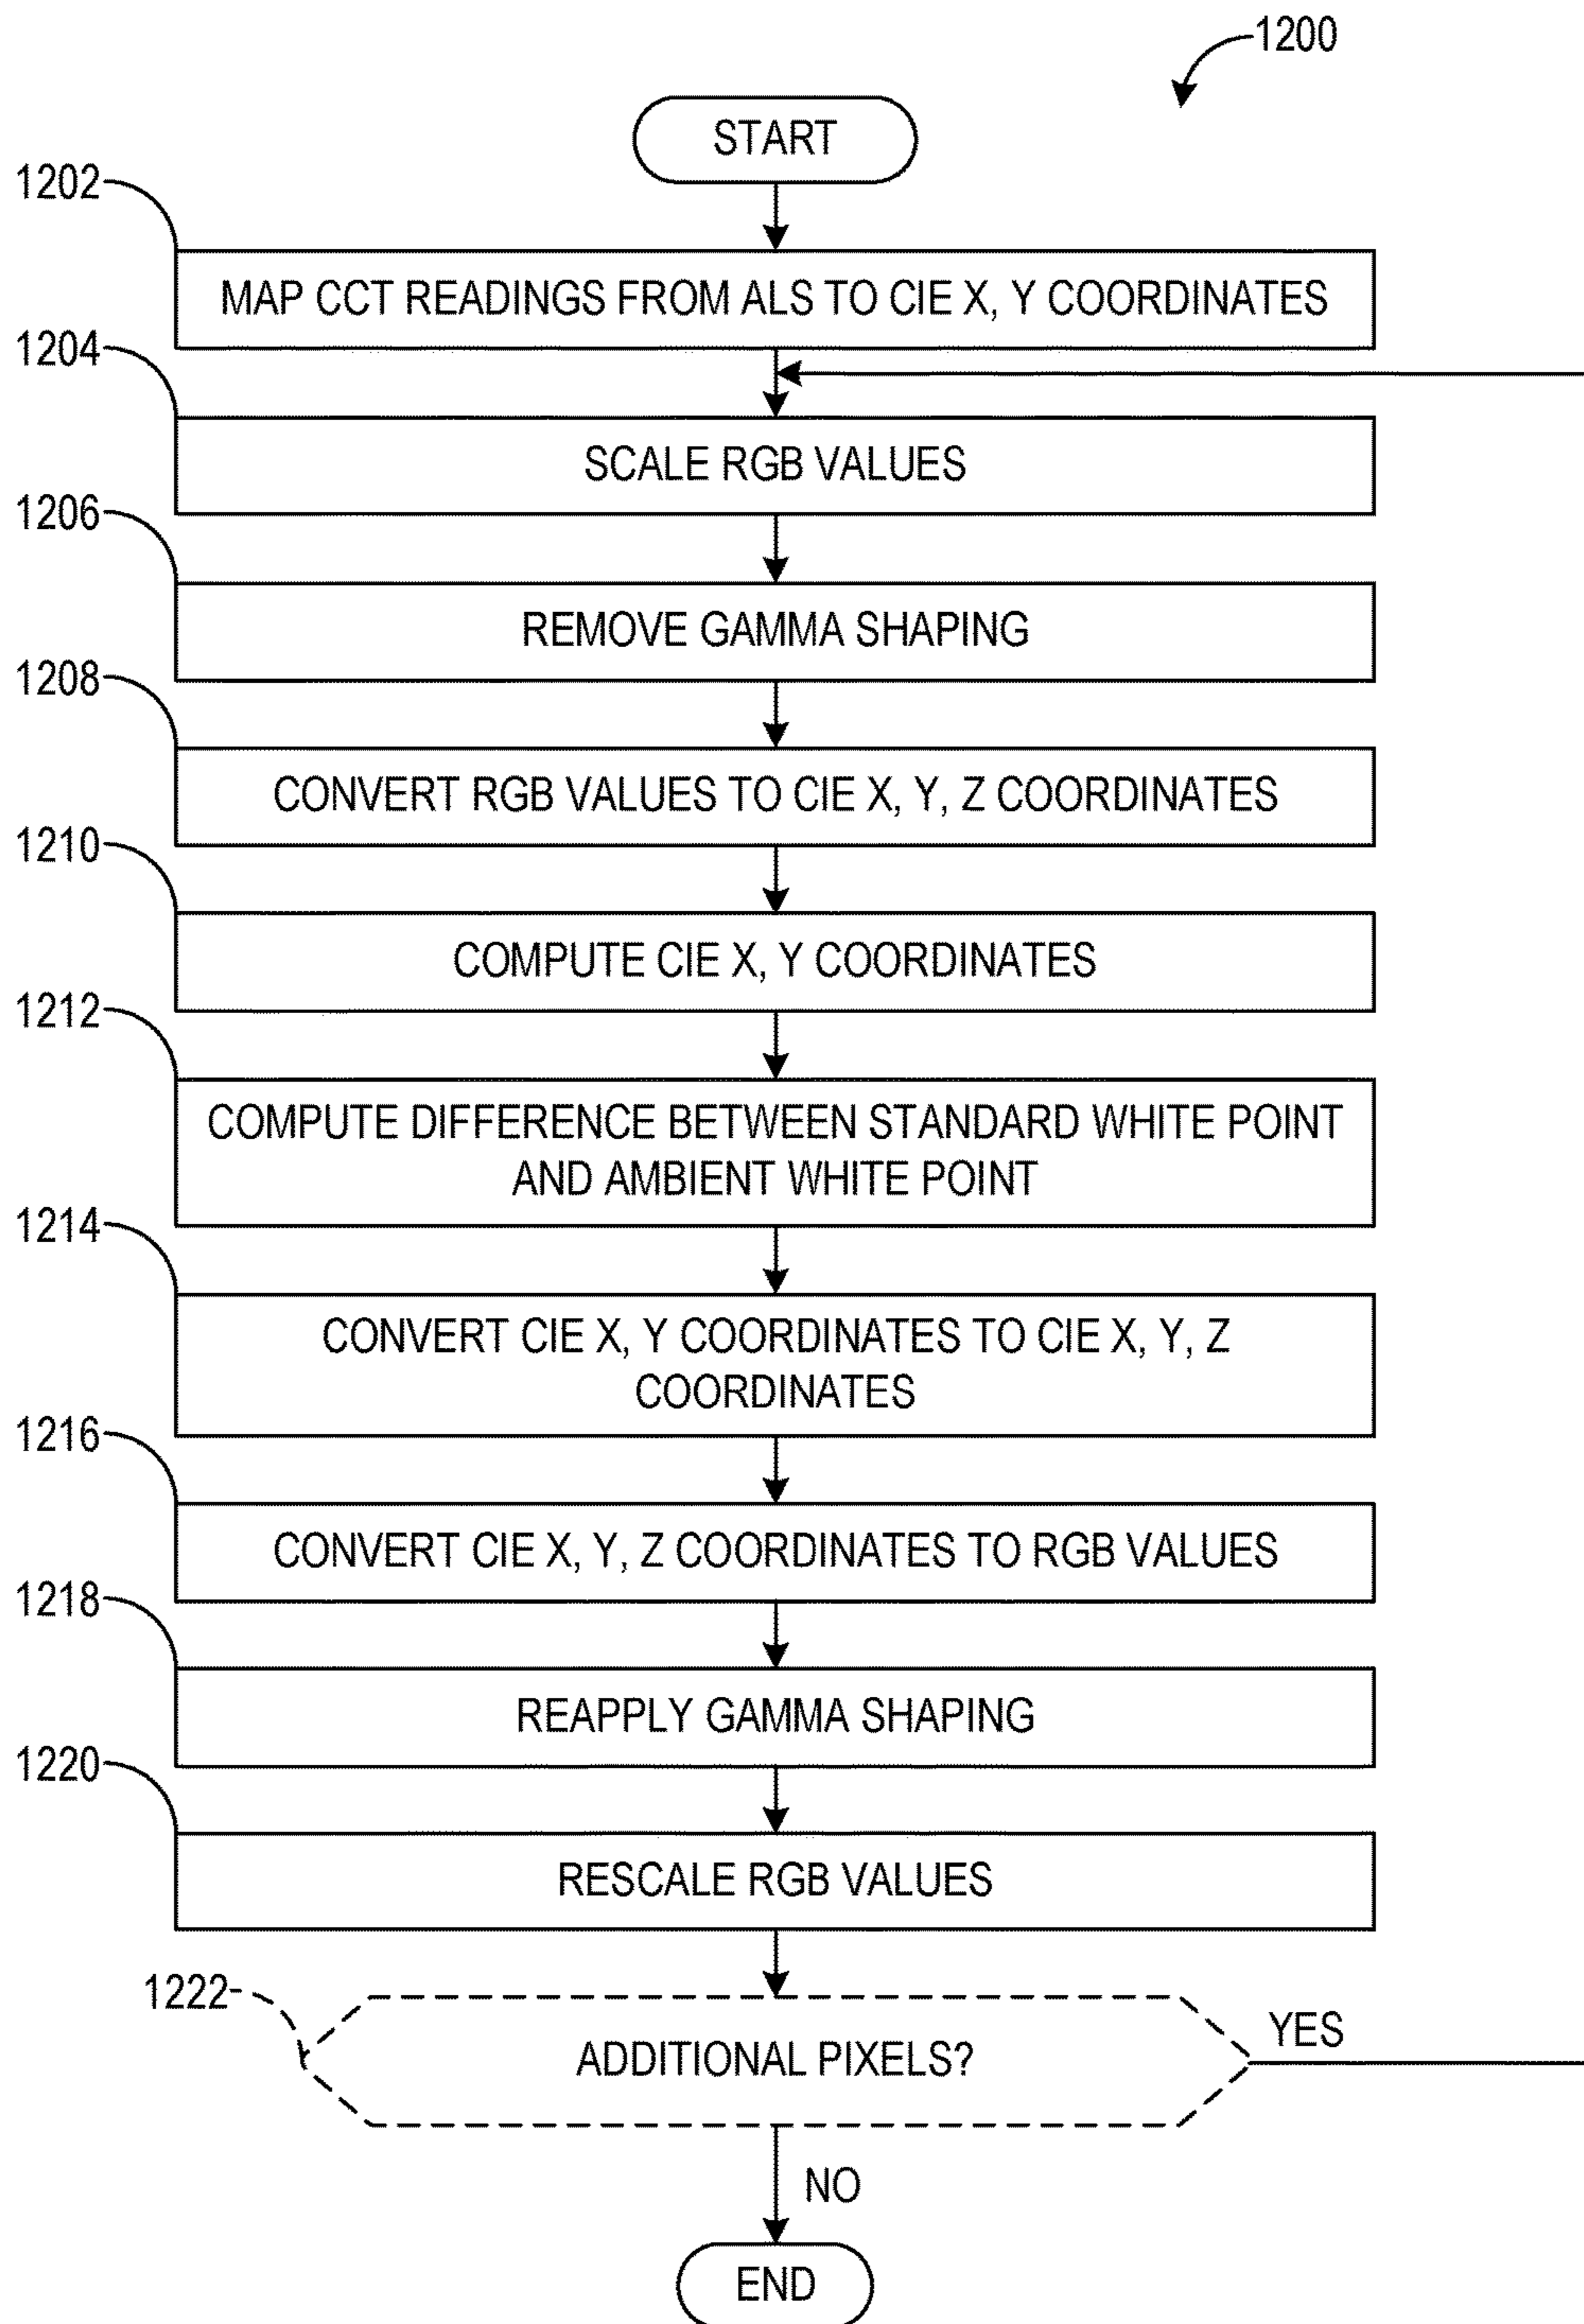 1200
START
1202
MAP CCT READINGS FROM ALS TO CIE X, Y COORDINATES
1204
SCALE RGB VALUES
1206
REMOVE GAMMA SHAPING
1208
CONVERT RGB VALUES TO CIE X, Y, Z COORDINATES
1210
COMPUTE CIE X, Y COORDINATES
1212
COMPUTE DIFFERENCE BETWEEN STANDARD WHITE POINT
AND AMBIENT WHITE POINT
1214
CONVERT CIE X, Y COORDINATES TO CIE X, Y, Z
COORDINATES
1216
CONVERT CIE X, Y, Z COORDINATES TO RGB VALUES
1218
REAPPLY GAMMA SHAPING
1220
RESCALE RGB VALUES
1222
ADDITIONAL PIXELS?
YES
NO
END